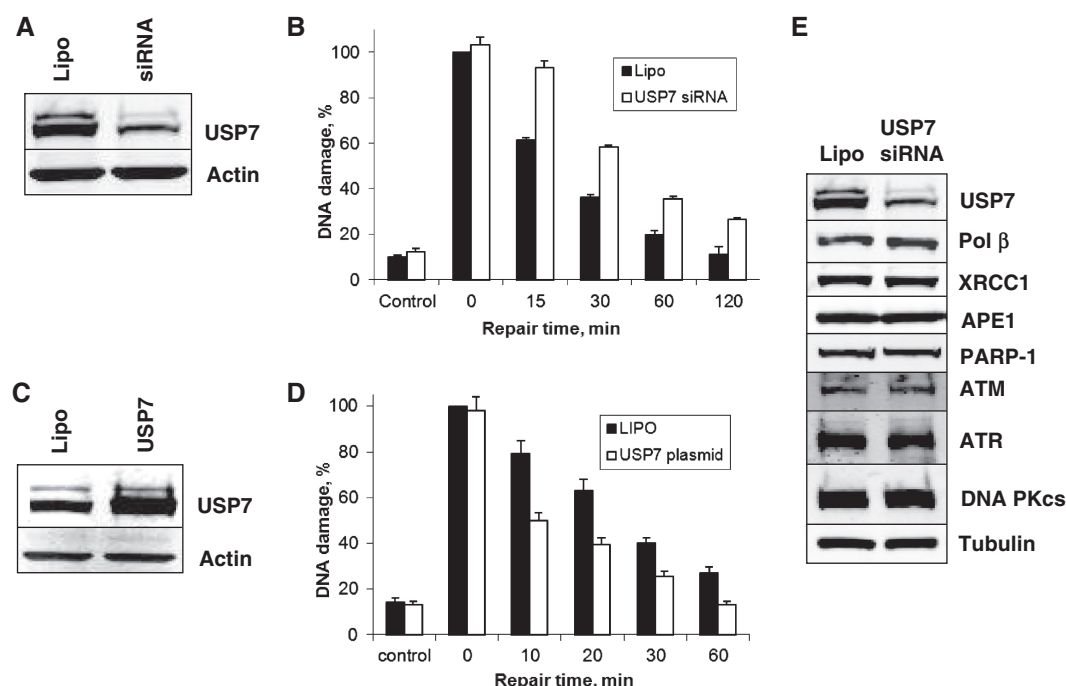 A
Lipo
siRNA
USP7
Actin
B
DNA damage, %
100
80
60
40
20
0
Lipo
USP7 siRNA
Control 0 15 30 60 120
Repair time, min
C
Lipo
USP7
USP7
Actin
D
DNA damage, %
100
80
60
40
20
0
LIPO
USP7 plasmid
control 0 10 20 30 60
Repair time, min
E
Lipo
USP7
siRNA
USP7
Pol β
XRCC1
APE1
PARP-1
ATM
ATR
DNA PKcs
Tubulin